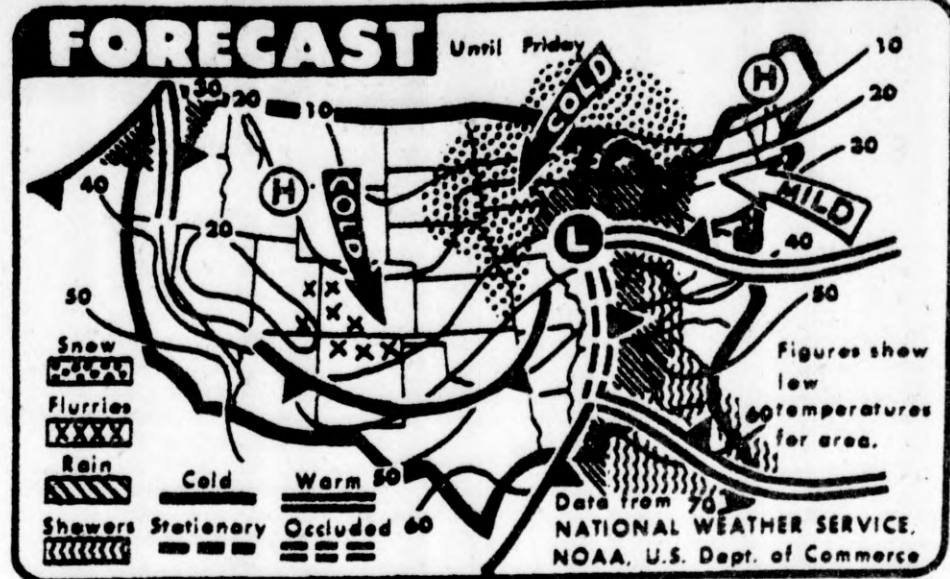 FORECAST
Until Friday
30
20
10
10
20
30
40
50
60
70
40
20
50
50
60
H
H
L
COLD
COLD
MILD
Snow
Flurries
XXXX
Rain
Showers
Cold
Warm
Stationary
Occluded
Figures show
low
temperatures
for area.
Data from
NATIONAL WEATHER SERVICE,
NOAA, U.S. Dept. of Commerce